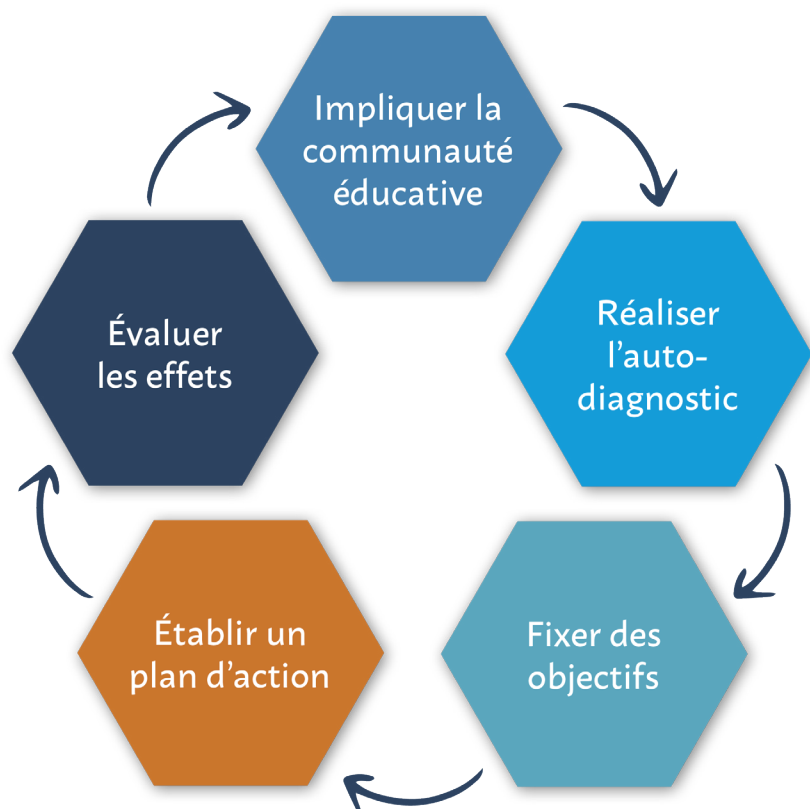 Impliquer la
communauté
éducative
Réaliser
l’auto-
diagnostic
Fixer des
objectifs
Établir un
plan d’action
Évaluer
les effets